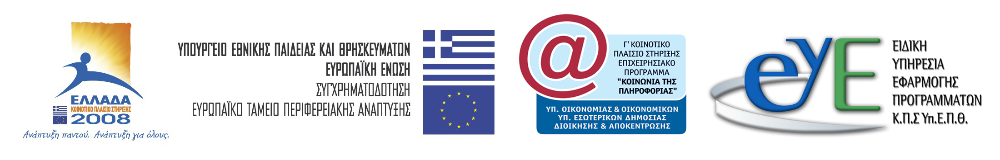 ΕΛΛΑΔΑ
ΚΟΙΝΟΤΙΚΟ ΠΛΑΙΣΙΟ ΣΤΗΡΙΞΗΣ
2008
Ανάπτυξη παντού. Ανάπτυξη για όλους.
ΥΠΟΥΡΓΕΙΟ ΕΘΝΙΚΗΣ ΠΑΙΔΕΙΑΣ ΚΑΙ ΘΡΗΣΚΕΥΜΑΤΩΝ
ΕΥΡΩΠΑΪΚΗ ΕΝΩΣΗ
ΣΥΓΧΡΗΜΑΤΟΔΟΤΗΣΗ
ΕΥΡΩΠΑΪΚΟ ΤΑΜΕΙΟ ΠΕΡΙΦΕΡΕΙΑΚΗΣ ΑΝΑΠΤΥΞΗΣ
@
Γ' ΚΟΙΝΟΤΙΚΟ
ΠΛΑΙΣΙΟ ΣΤΗΡΙΞΗΣ
ΕΠΙΧΕΙΡΗΣΙΑΚΟ
ΠΡΟΓΡΑΜΜΑ
"ΚΟΙΝΩΝΙΑ ΤΗΣ
ΠΛΗΡΟΦΟΡΙΑΣ"
ΥΠ. ΟΙΚΟΝΟΜΙΑΣ & ΟΙΚΟΝΟΜΙΚΩΝ
ΥΠ. ΕΣΩΤΕΡΙΚΩΝ ΔΗΜΟΣΙΑΣ
ΔΙΟΙΚΗΣΗΣ & ΑΠΟΚΕΝΤΡΩΣΗΣ
eyE
ΕΙΔΙΚΗ
ΥΠΗΡΕΣΙΑ
ΕΦΑΡΜΟΓΗΣ
ΠΡΟΓΡΑΜΜΑΤΩΝ
Κ.Π.Σ Υπ.Ε.Π.Θ.